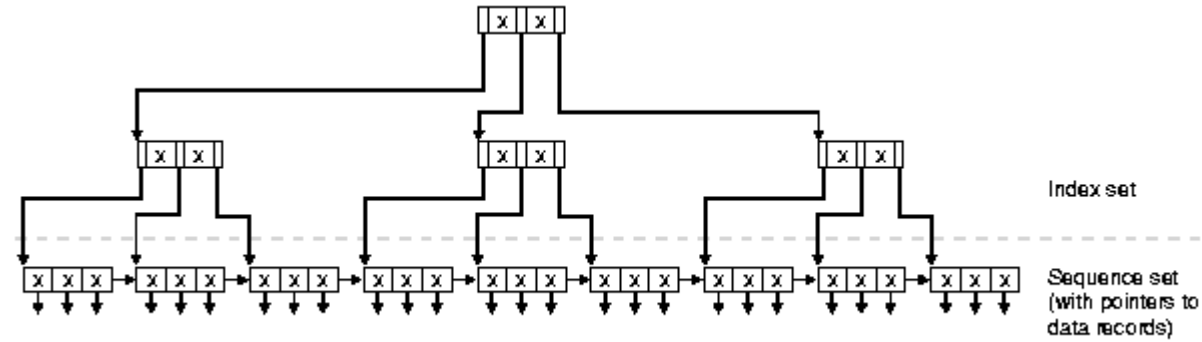 x x
x x x x x x
Index set
x x x x x x x x x x x x x x x x x x x x x x x x x x x
Sequence set
(with pointers to
data records)